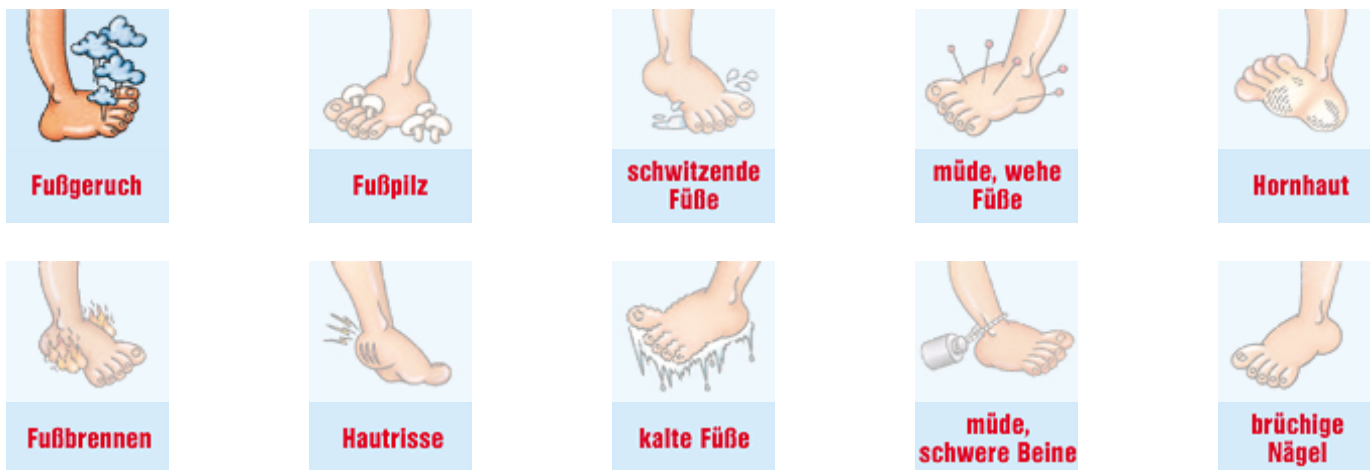 Fußgeruch
Fußpilz
schwitzende
Füße
müde, wehe
Füße
Hornhaut
Fußbrennen
Hautrisse
kalte Füße
müde,
schwere Beine
brüchige
Nägel